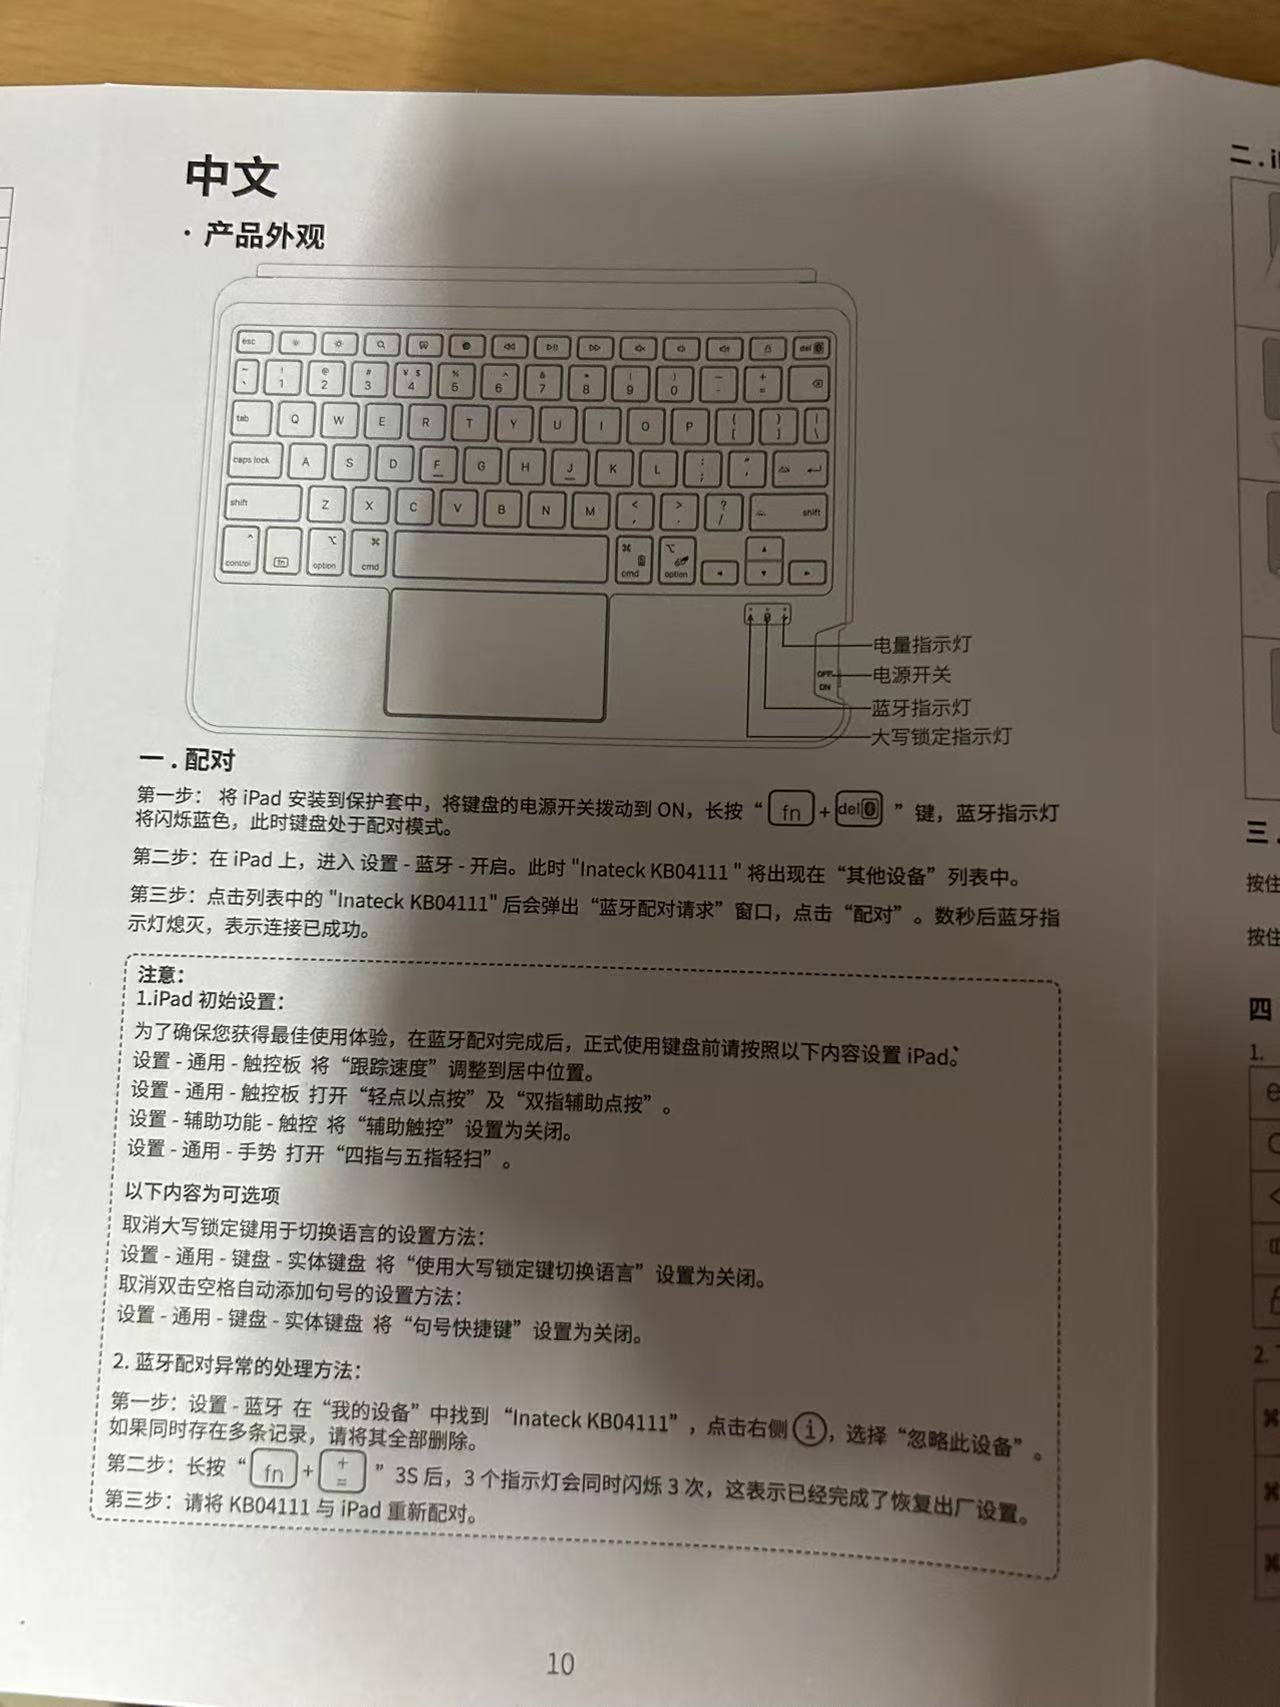 中文
· 产品外观
esc
del
~ ! @ # ¥ $ % ^ & * ( ) — +
、 1 2 3 4 5 6 7 8 9 0 - =
tab Q W E R T Y U I O P { [ } ] | \
caps lock A S D F G H J K L : ; " '
shift Z X C V B N M < , > . ? / shift
control fn option cmd cmd option
电量指示灯
OFF
电源开关
ON
蓝牙指示灯
大写锁定指示灯
一 . 配对
第一步： 将 iPad 安装到保护套中，将键盘的电源开关拨动到 ON，长按 “ fn + del ” 键，蓝牙指示灯
将闪烁蓝色，此时键盘处于配对模式。
第二步：在 iPad 上，进入 设置 - 蓝牙 - 开启。此时 "Inateck KB04111 " 将出现在 “其他设备” 列表中。
第三步：点击列表中的 "Inateck KB04111" 后会弹出 “蓝牙配对请求” 窗口，点击 “配对” 。数秒后蓝牙指
示灯熄灭，表示连接已成功。
注意：
1.iPad 初始设置：
为了确保您获得最佳使用体验，在蓝牙配对完成后，正式使用键盘前请按照以下内容设置 iPad。
设置 - 通用 - 触控板 将 “跟踪速度” 调整到居中位置。
设置 - 通用 - 触控板 打开 “轻点以点按” 及 “双指辅助点按” 。
设置 - 辅助功能 - 触控 将 “辅助触控” 设置为关闭。
设置 - 通用 - 手势 打开 “四指与五指轻扫” 。
以下内容为可选项
取消大写锁定键用于切换语言的设置方法：
设置 - 通用 - 键盘 - 实体键盘 将 “使用大写锁定键切换语言” 设置为关闭。
取消双击空格自动添加句号的设置方法：
设置 - 通用 - 键盘 - 实体键盘 将 “句号快捷键” 设置为关闭。
2. 蓝牙配对异常的处理方法：
第一步：设置 - 蓝牙 在 “我的设备” 中找到 “Inateck KB04111” ，点击右侧 i ，选择 “忽略此设备” 。
如果同时存在多条记录，请将其全部删除。
第二步：长按 “ fn + + = ” 3S 后，3 个指示灯会同时闪烁 3 次，这表示已经完成了恢复出厂设置。
第三步：请将 KB04111 与 iPad 重新配对。
10
二 .
三 .
按住
按住
四
1.
2.